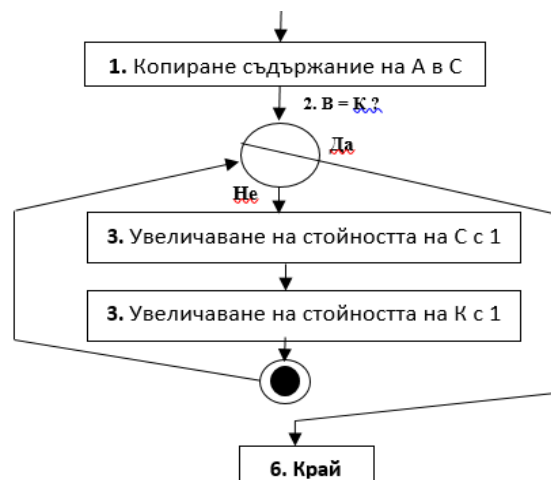 1. Копиране съдържание на А в С
2. В = К ?
Да
Не
3. Увеличаване на стойността на С с 1
3. Увеличаване на стойността на К с 1
6. Край